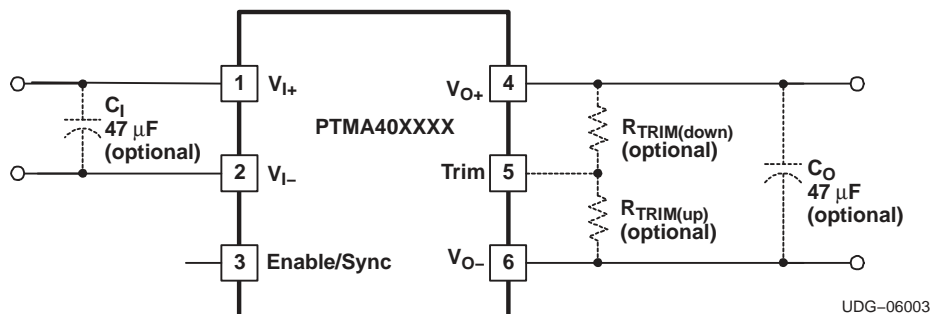 1
V_I+
C_I
47 μF
(optional)
PTMA40XXXX
2
V_I–
3
Enable/Sync
V_O+
4
R_TRIM(down)
(optional)
Trim
5
R_TRIM(up)
(optional)
C_O
47 μF
(optional)
V_O–
6
UDG–06003